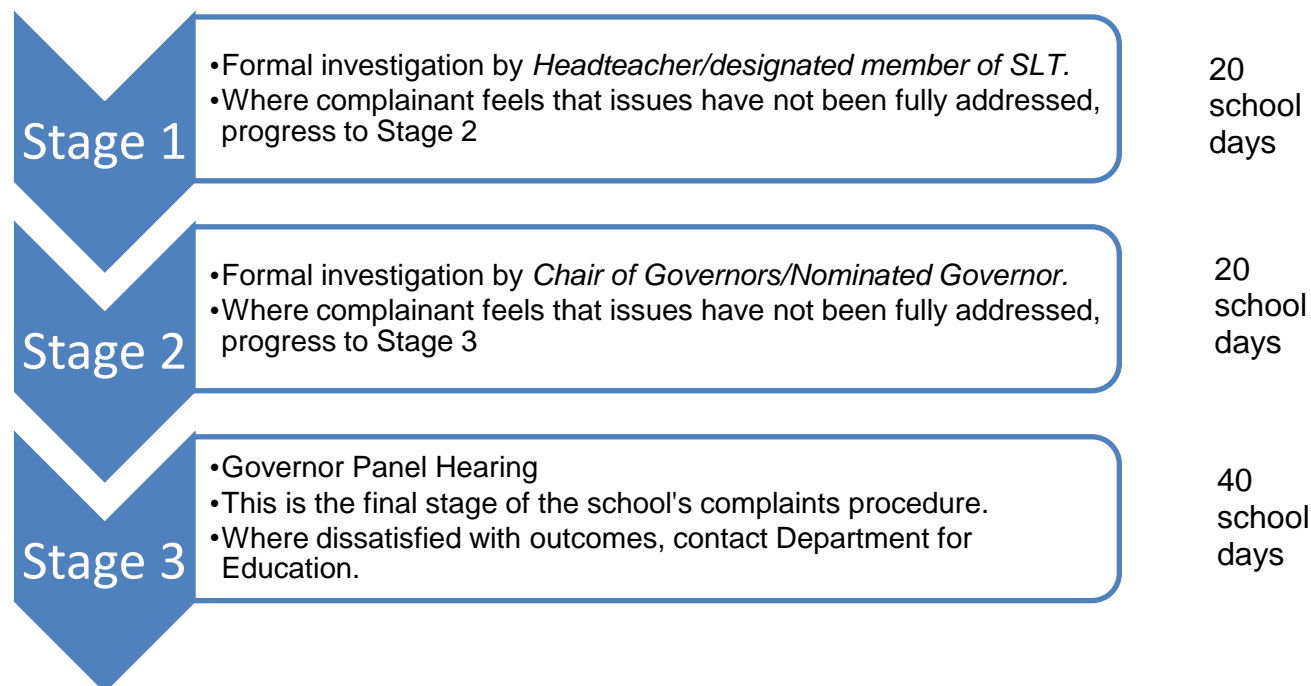 Stage 1
•Formal investigation by Headteacher/designated member of SLT.
•Where complainant feels that issues have not been fully addressed,
progress to Stage 2
20
school
days
Stage 2
•Formal investigation by Chair of Governors/Nominated Governor.
•Where complainant feels that issues have not been fully addressed,
progress to Stage 3
20
school
days
Stage 3
•Governor Panel Hearing
•This is the final stage of the school's complaints procedure.
•Where dissatisfied with outcomes, contact Department for
Education.
40
school
days